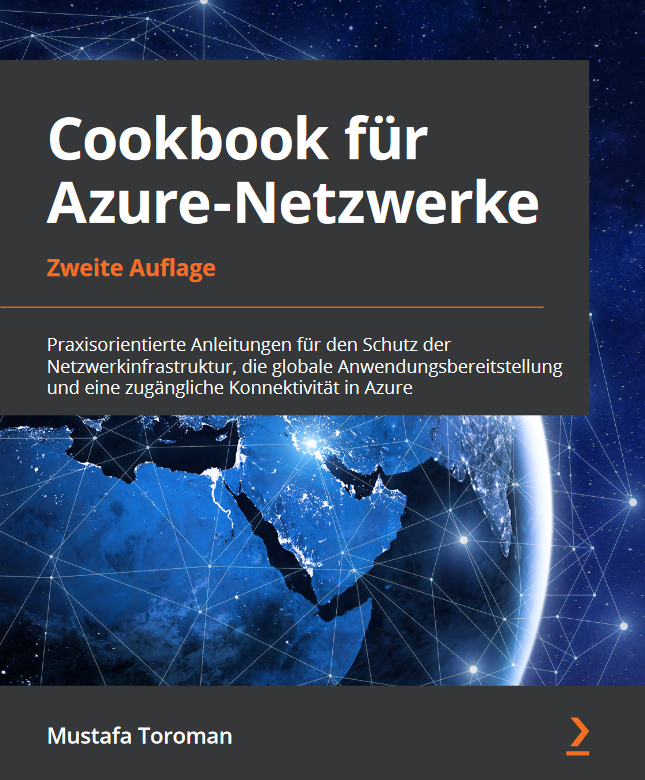 Cookbook für
Azure-Netzwerke
Zweite Auflage
Praxisorientierte Anleitungen für den Schutz der
Netzwerkinfrastruktur, die globale Anwendungsbereitstellung
und eine zugängliche Konnektivität in Azure
Mustafa Toroman